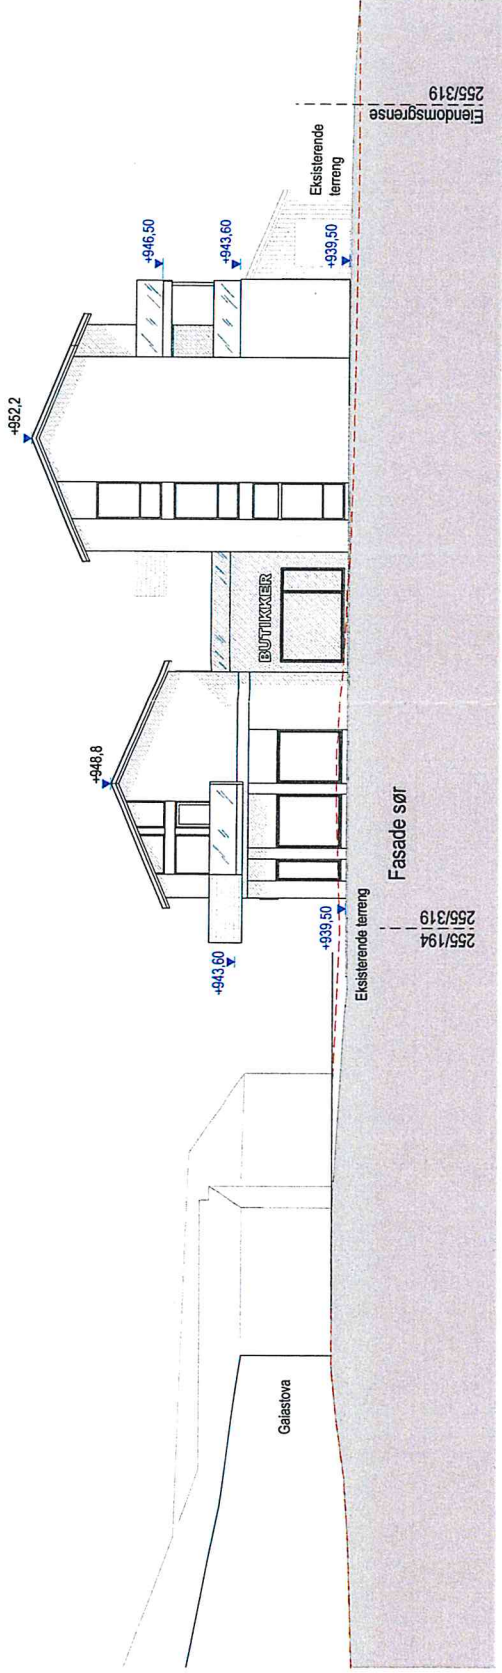 Gaiastova
+943,60
+939,50
Eksisterende terreng
255/194
255/319
+948,8
BUTIKKER
Fasade sør
+952,2
+946,50
+943,60
+939,50
Eksisterende
terreng
Eiendomsgrense
255/319